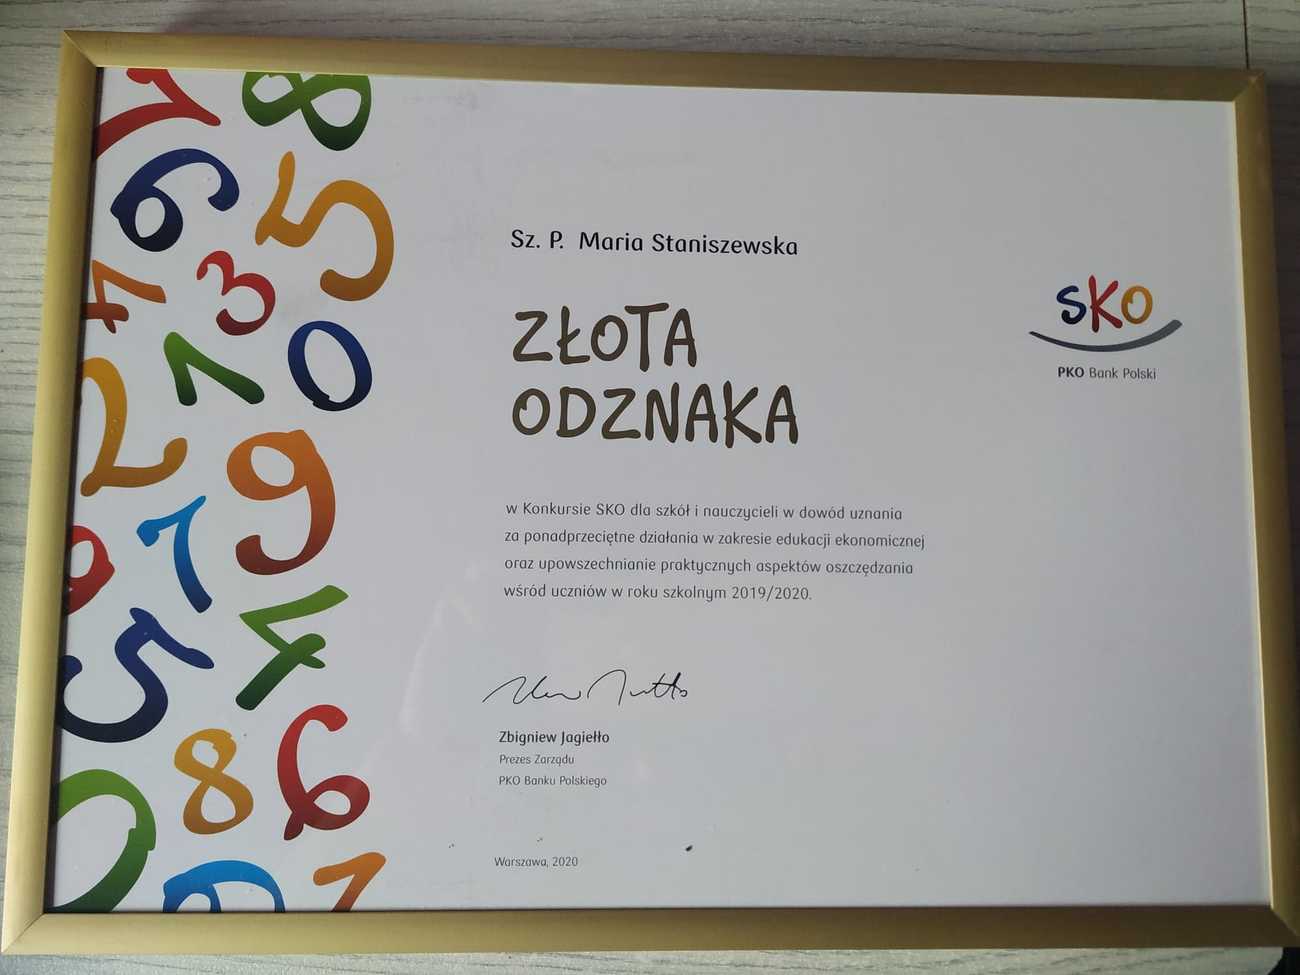 Sz. P. Maria Staniszewska
ZŁOTA
ODZNAKA
SKO
PKO Bank Polski
w Konkursie SKO dla szkół i nauczycieli w dowód uznania
za ponadprzeciętne działania w zakresie edukacji ekonomicznej
oraz upowszechnianie praktycznych aspektów oszczędzania
wśród uczniów w roku szkolnym 2019/2020.
Zbigniew Jagiełło
Prezes Zarządu
PKO Banku Polskiego
Warszawa, 2020